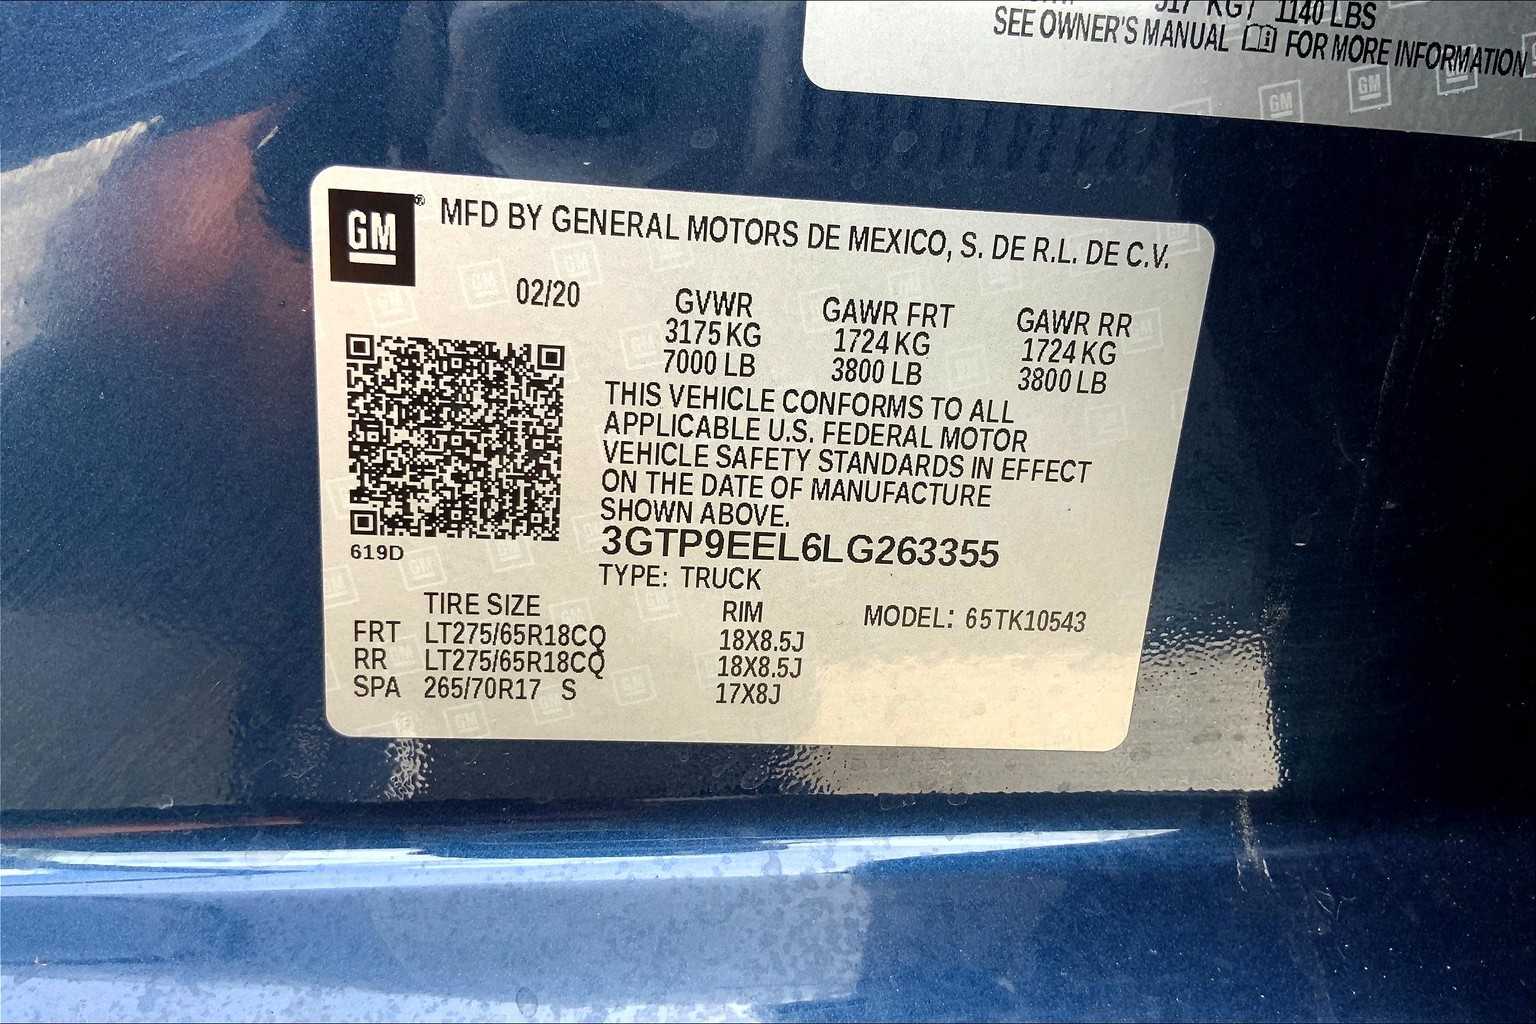 517 KG / 1140 LBS
SEE OWNER'S MANUAL FOR MORE INFORMATION
GM ® MFD BY GENERAL MOTORS DE MEXICO, S. DE R.L. DE C.V.
02/20
GVWR GAWR FRT GAWR RR
3175 KG 1724 KG 1724 KG
7000 LB 3800 LB 3800 LB
THIS VEHICLE CONFORMS TO ALL
APPLICABLE U.S. FEDERAL MOTOR
VEHICLE SAFETY STANDARDS IN EFFECT
ON THE DATE OF MANUFACTURE
SHOWN ABOVE.
3GTP9EEL6LG263355
619D
TYPE: TRUCK
TIRE SIZE RIM MODEL: 65TK10543
FRT LT275/65R18CQ 18X8.5J
RR LT275/65R18CQ 18X8.5J
SPA 265/70R17 S 17X8J